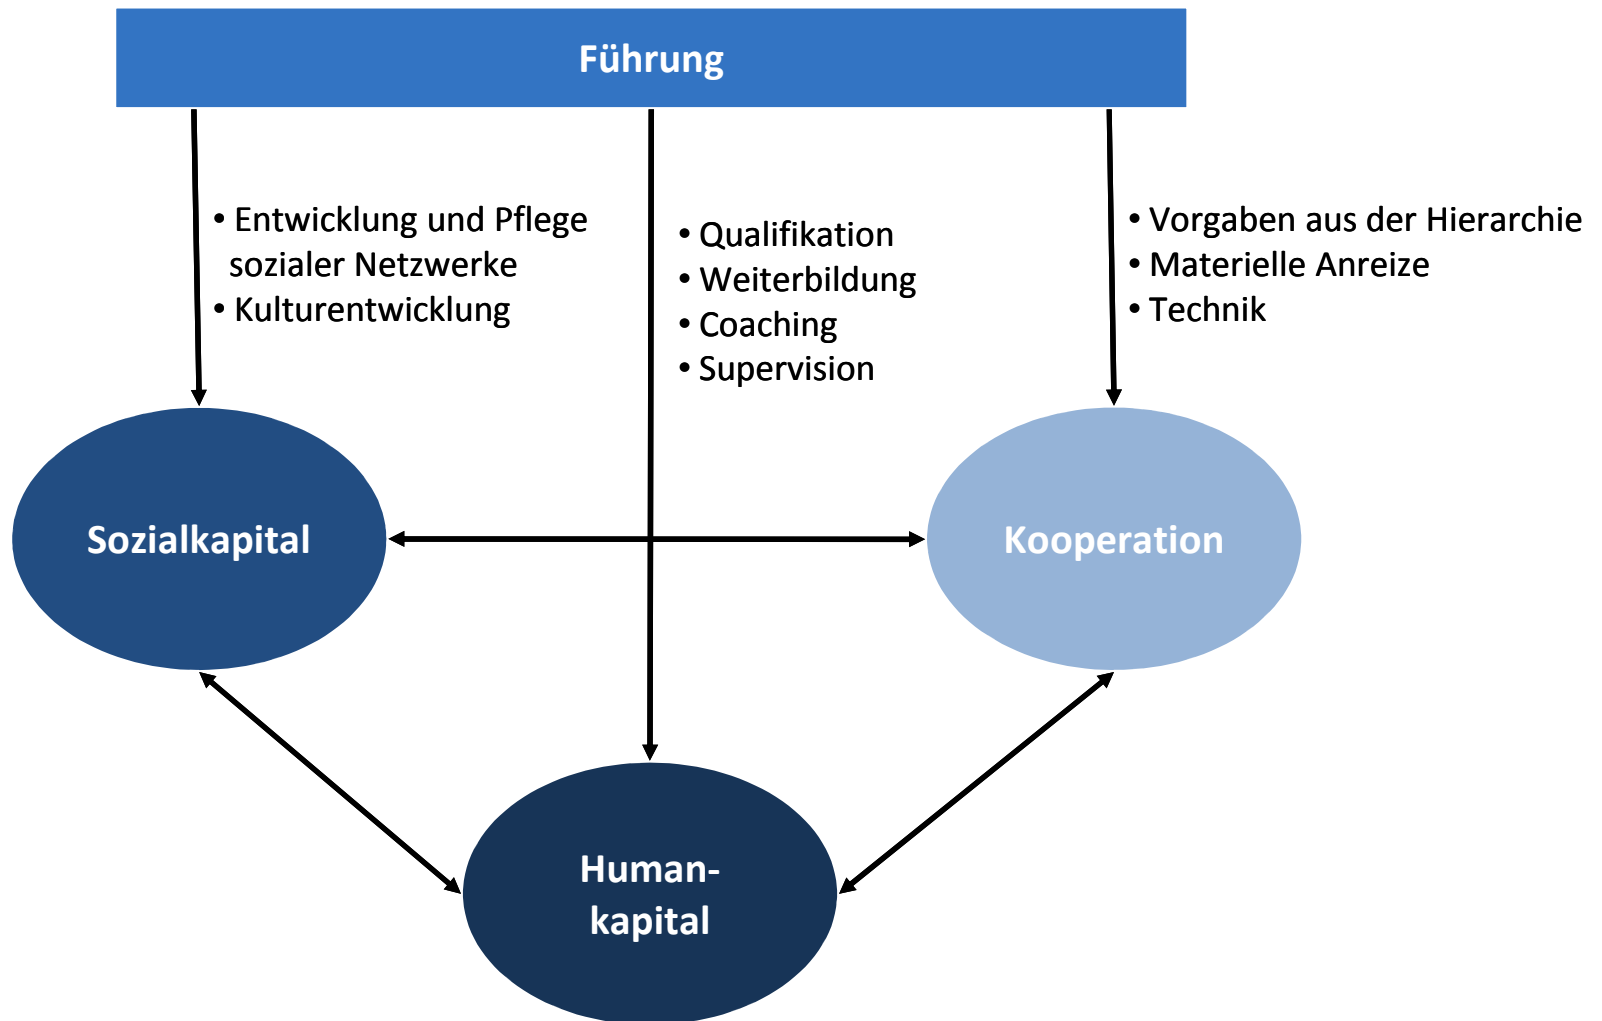 Führung
• Entwicklung und Pflege
sozialer Netzwerke
• Kulturentwicklung
• Qualifikation
• Weiterbildung
• Coaching
• Supervision
• Vorgaben aus der Hierarchie
• Materielle Anreize
• Technik
Sozialkapital
Kooperation
Human-
kapital